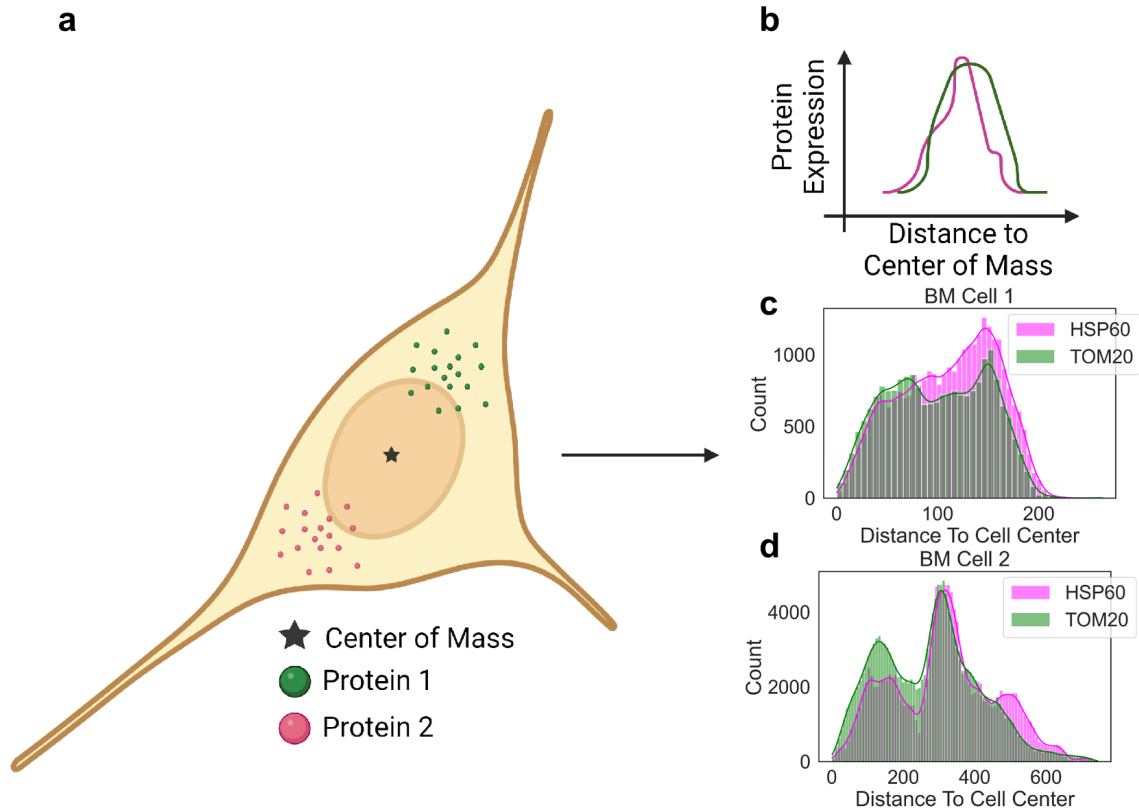 a
Center of Mass
Protein 1
Protein 2
b
Protein
Expression
Distance to
Center of Mass
c
BM Cell 1
HSP60
TOM20
Count
1000
500
0
0 100 200
Distance To Cell Center
d
BM Cell 2
HSP60
TOM20
Count
4000
2000
0
0 200 400 600
Distance To Cell Center